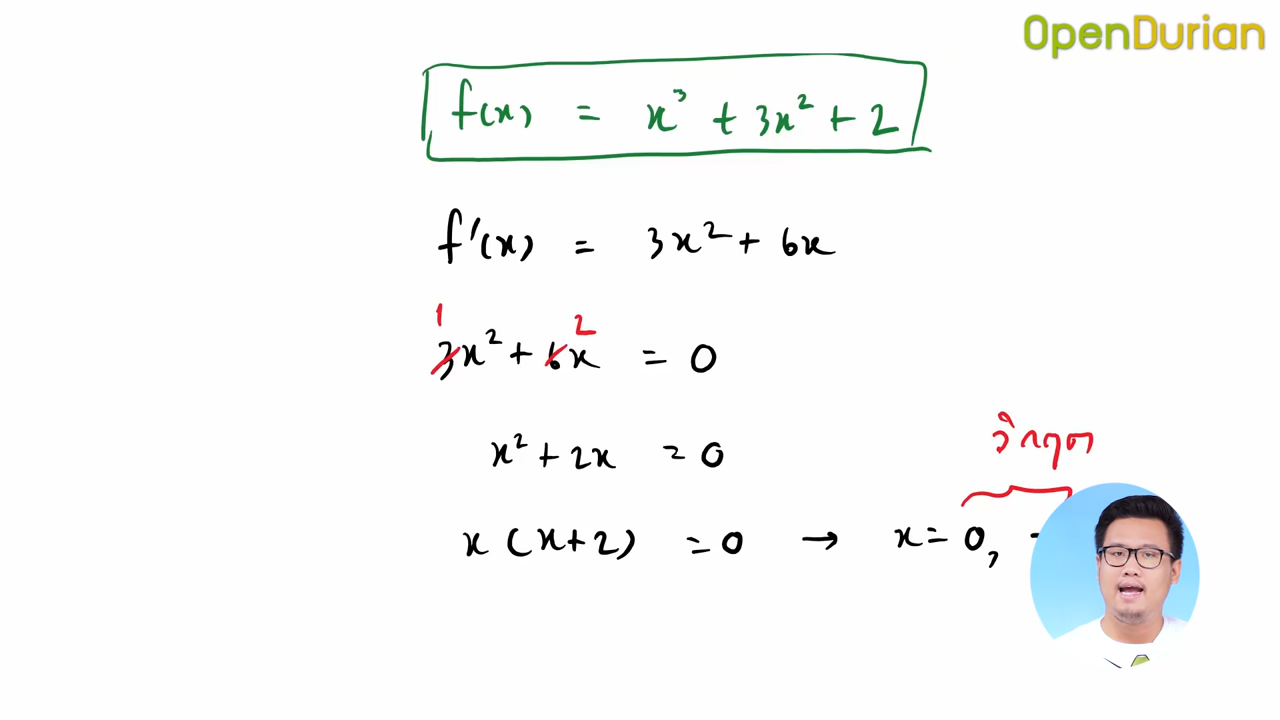 OpenDurian
f(x) = x³ + 3x² + 2
f'(x) = 3x² + 6x
1 2
3x² + 6x = 0
x² + 2x = 0
วิกฤต
x (x+2) = 0 → x = 0, -